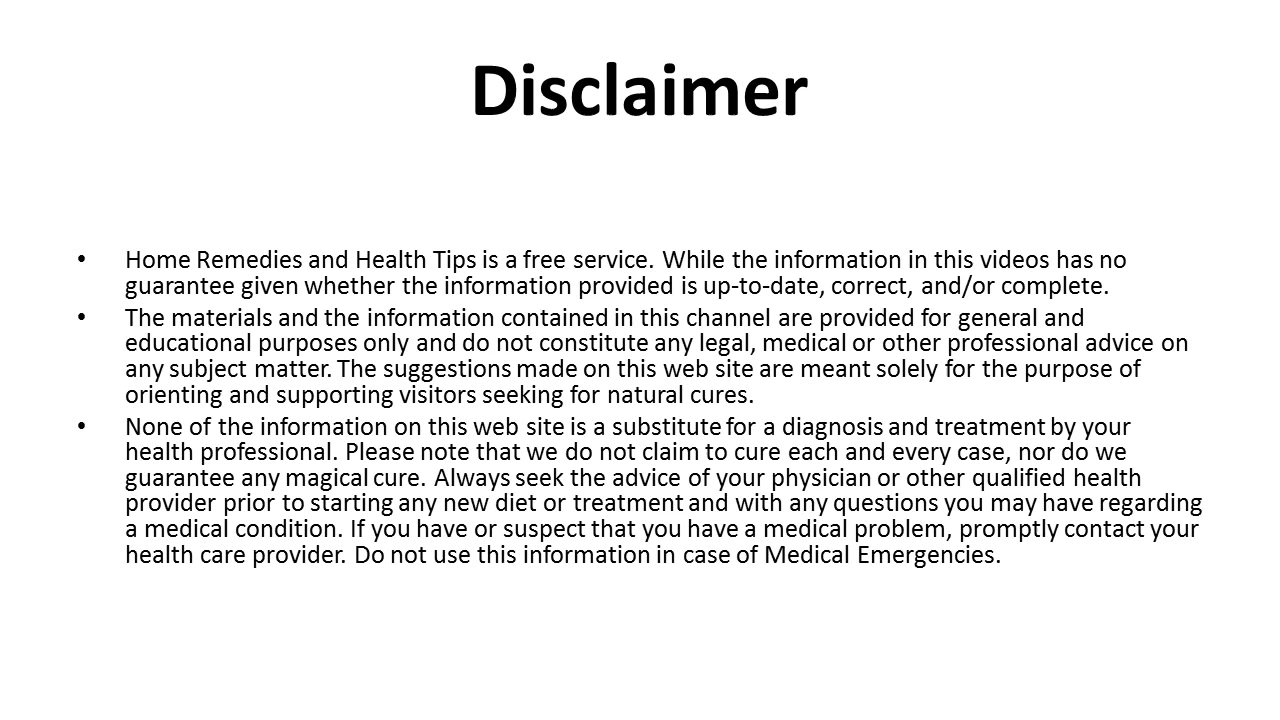 Disclaimer
• Home Remedies and Health Tips is a free service. While the information in this videos has no
guarantee given whether the information provided is up-to-date, correct, and/or complete.
• The materials and the information contained in this channel are provided for general and
educational purposes only and do not constitute any legal, medical or other professional advice on
any subject matter. The suggestions made on this web site are meant solely for the purpose of
orienting and supporting visitors seeking for natural cures.
• None of the information on this web site is a substitute for a diagnosis and treatment by your
health professional. Please note that we do not claim to cure each and every case, nor do we
guarantee any magical cure. Always seek the advice of your physician or other qualified health
provider prior to starting any new diet or treatment and with any questions you may have regarding
a medical condition. If you have or suspect that you have a medical problem, promptly contact your
health care provider. Do not use this information in case of Medical Emergencies.